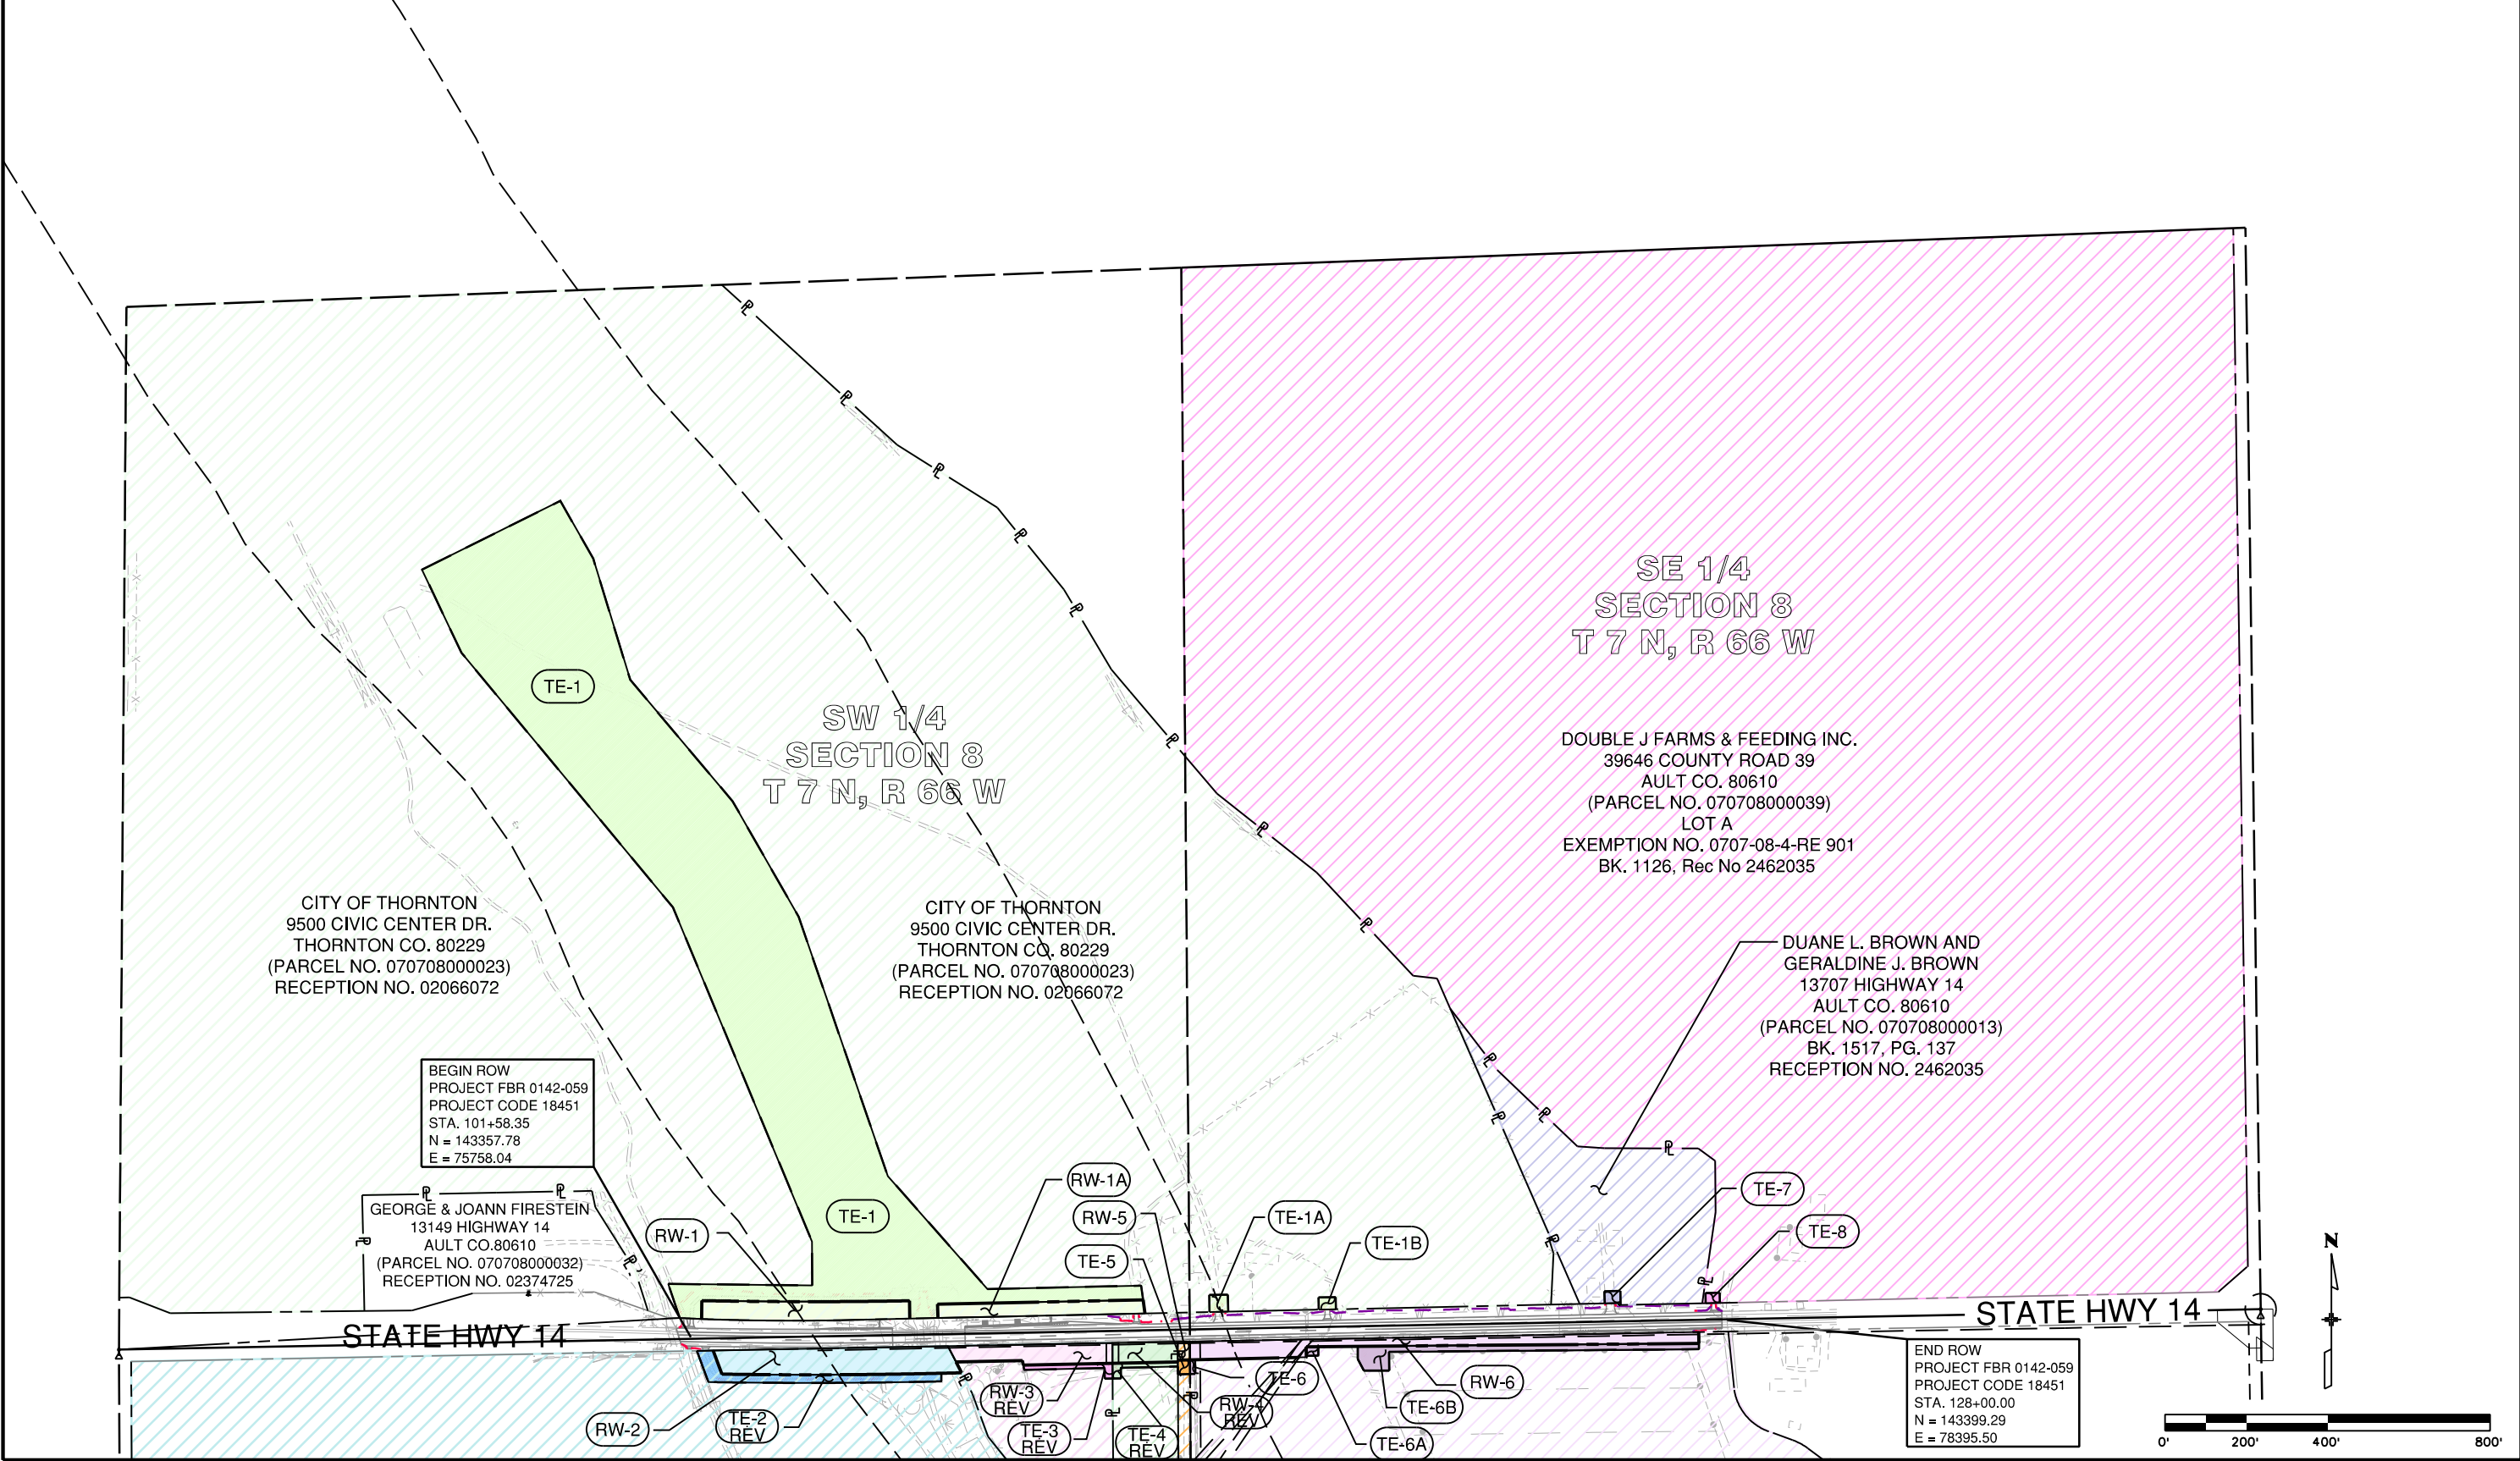 SE 1/4
SECTION 8
T 7 N, R 66 W
TE-1
SW 1/4
SECTION 8
T 7 N, R 66 W
DOUBLE J FARMS & FEEDING INC.
39646 COUNTY ROAD 39
AULT CO. 80610
(PARCEL NO. 070708000039)
LOT A
EXEMPTION NO. 0707-08-4-RE 901
BK. 1126, Rec No 2462035
CITY OF THORNTON
9500 CIVIC CENTER DR.
THORNTON CO. 80229
(PARCEL NO. 070708000023)
RECEPTION NO. 02066072
CITY OF THORNTON
9500 CIVIC CENTER DR.
THORNTON CO. 80229
(PARCEL NO. 070708000023)
RECEPTION NO. 02066072
DUANE L. BROWN AND
GERALDINE J. BROWN
13707 HIGHWAY 14
AULT CO. 80610
(PARCEL NO. 070708000013)
BK. 1517, PG. 137
RECEPTION NO. 2462035
BEGIN ROW
PROJECT FBR 0142-059
PROJECT CODE 18451
STA. 101+58.35
N = 143357.78
E = 75758.04
GEORGE & JOANN FIRESTEIN
13149 HIGHWAY 14
AULT CO.80610
(PARCEL NO. 070708000032)
RECEPTION NO. 02374725
RW-1
TE-1
RW-1A
RW-5
TE-5
TE-1A
TE-1B
TE-7
TE-8
N
STATE HWY 14
STATE HWY 14
RW-2
TE-2
REV
RW-3
REV
TE-3
REV
TE-4
REV
RW-4
REV
TE-6
TE-6A
TE-6B
RW-6
END ROW
PROJECT FBR 0142-059
PROJECT CODE 18451
STA. 128+00.00
N = 143399.29
E = 78395.50
0' 200' 400' 800'